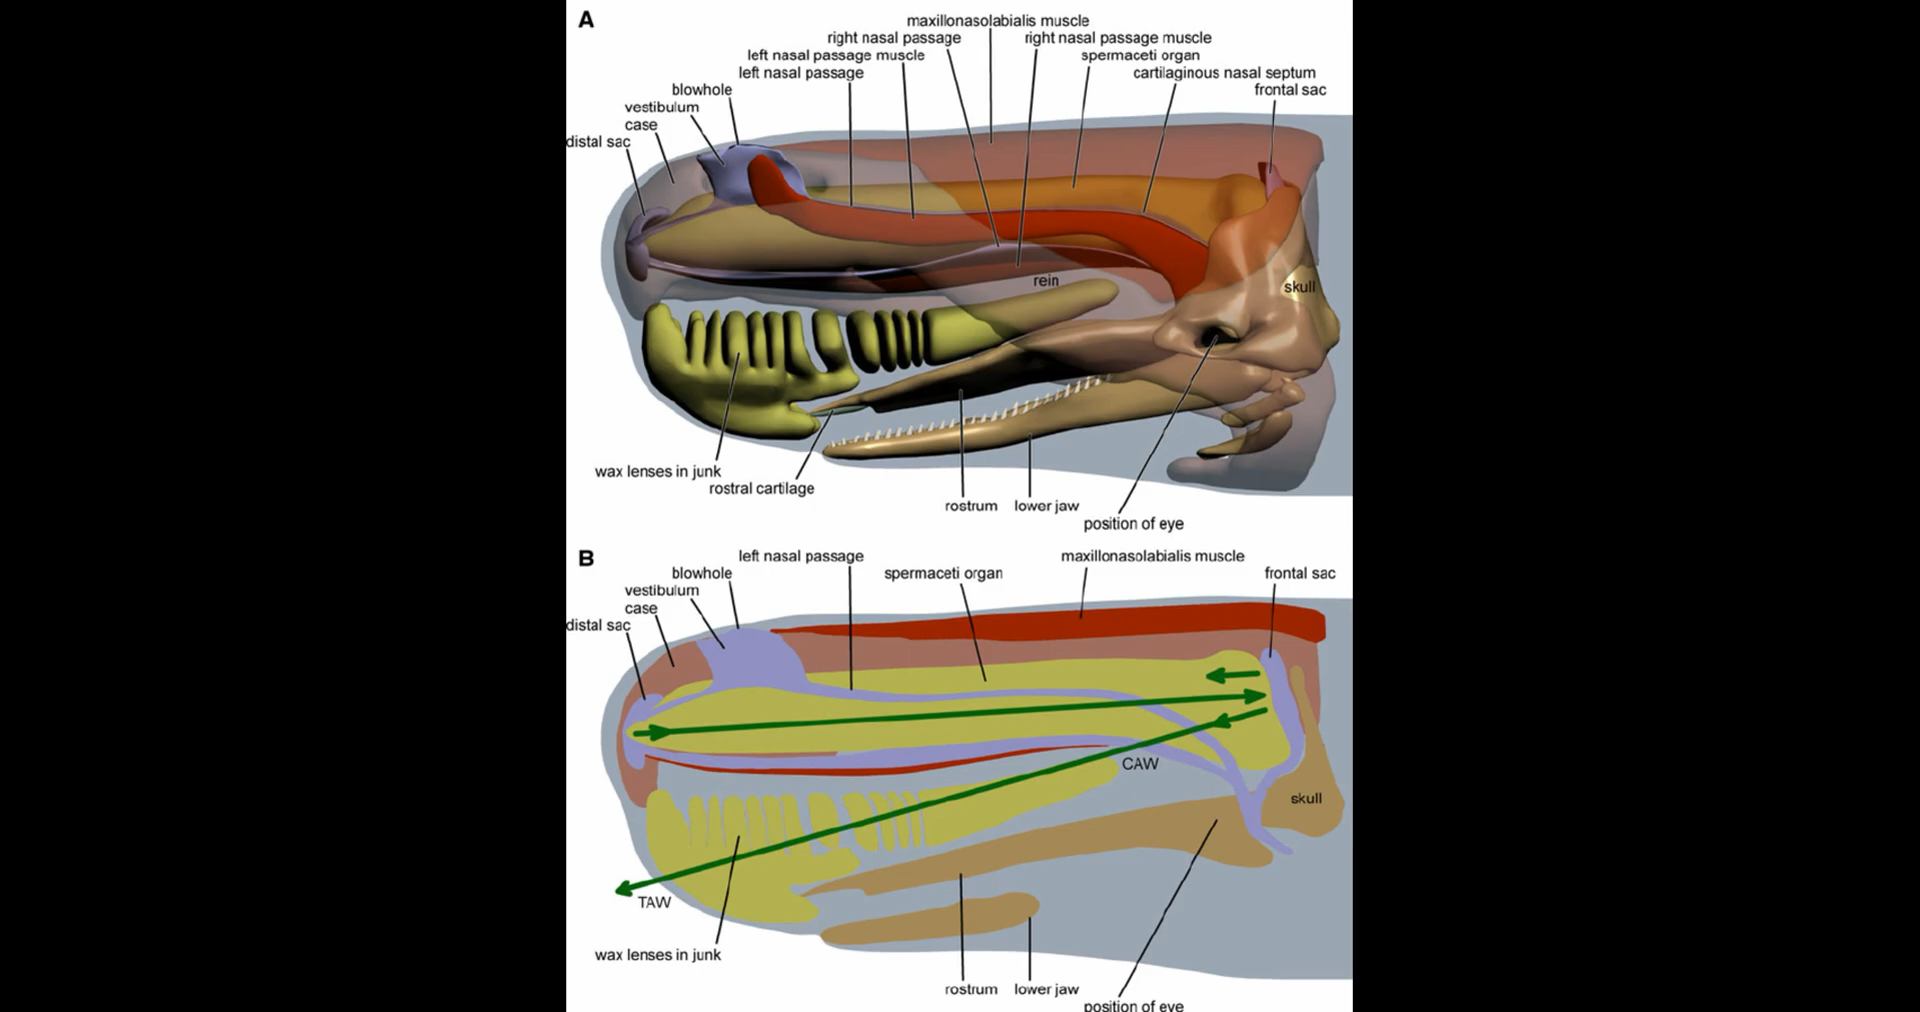 A
maxillonasolabialis muscle
right nasal passage
right nasal passage muscle
left nasal passage muscle
spermaceti organ
left nasal passage
cartilaginous nasal septum
blowhole
frontal sac
vestibulum
case
distal sac
rein
skull
wax lenses in junk
rostral cartilage
rostrum
lower jaw
position of eye
B
left nasal passage
maxillonasolabialis muscle
blowhole
spermaceti organ
frontal sac
vestibulum
case
distal sac
CAW
skull
TAW
wax lenses in junk
rostrum
lower jaw
position of eye